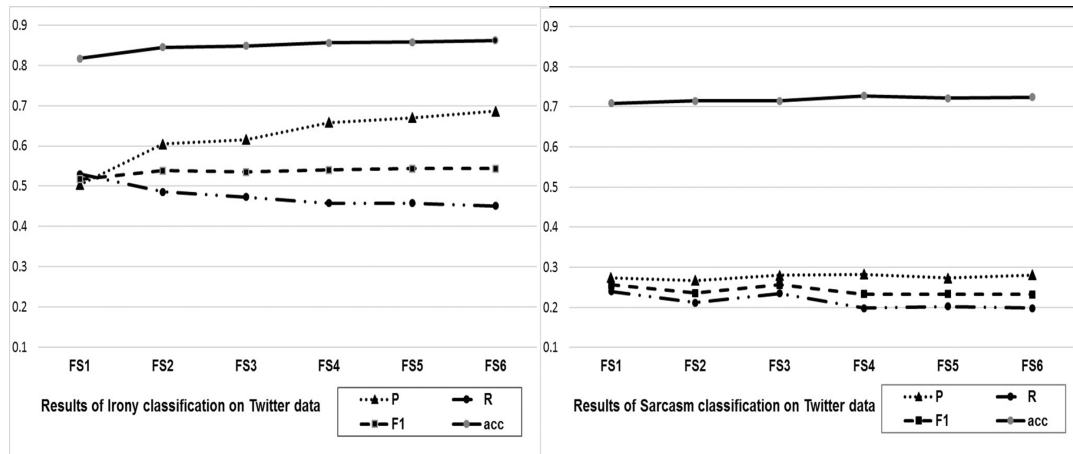 0.9
0.8
0.7
0.6
0.5
0.4
0.3
0.2
0.1
FS1 FS2 FS3 FS4 FS5 FS6
Results of Irony classification on Twitter data
P R
F1 acc
0.9
0.8
0.7
0.6
0.5
0.4
0.3
0.2
0.1
FS1 FS2 FS3 FS4 FS5 FS6
Results of Sarcasm classification on Twitter data
P R
F1 acc